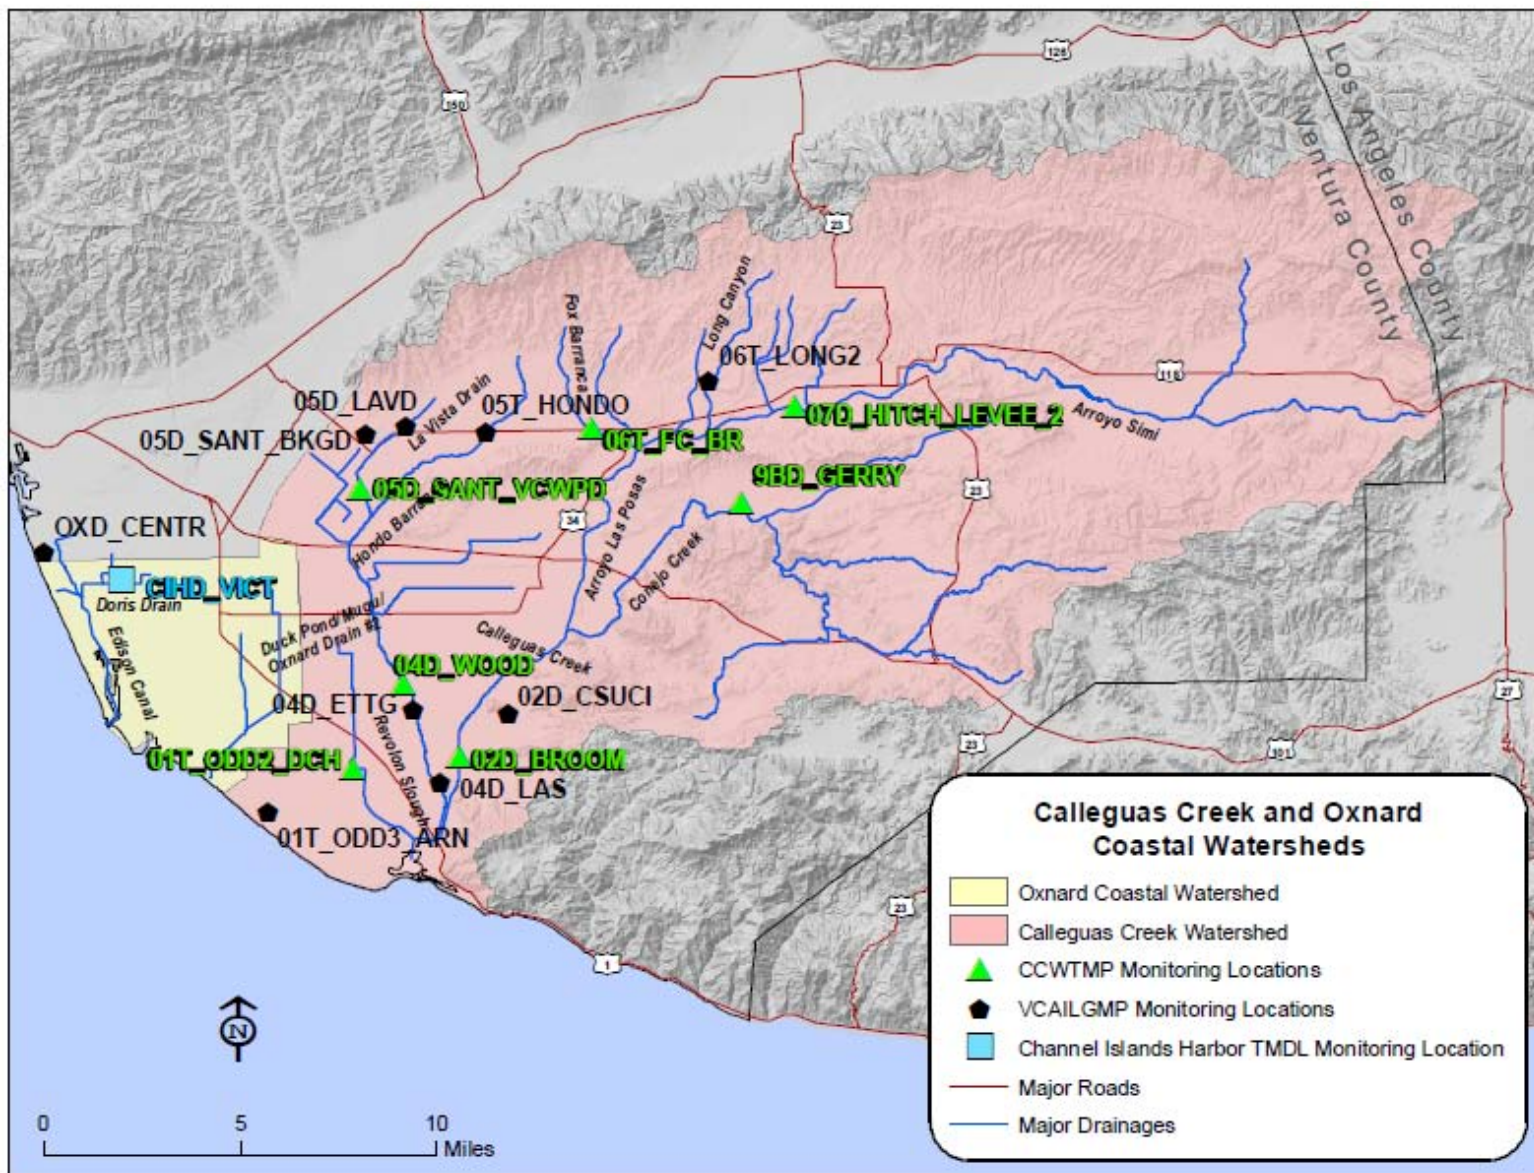 126
150
Los Angeles County
Ventura County
23
Long Canyon
Fox Barranca
06T_LONG2
118
05D_LAVD
La Vista Drain
05T_HONDO
07D_HITCH_LEVEE_2
Arroyo Simi
05D_SANT_BKGD
06T_FC_BR
9BD_GERRY
05D_SANT_VCWPD
23
34
Arroyo Las Posas
OXD_CENTR
Conejo Creek
CIHD_VICT
Doris Drain
Edison Canal
Duck Pond/Mugu/
Oxnard Drain #2
Calleguas Creek
04D_WOOD
04D_ETTG
02D_CSUCI
27
Revolon Slough
23
101
01T_ODD2_DCH
02D_BROOM
04D_LAS
01T_ODD3_ARN
23
1
Calleguas Creek and Oxnard
Coastal Watersheds
Oxnard Coastal Watershed
Calleguas Creek Watershed
CCWTMP Monitoring Locations
VCAILGMP Monitoring Locations
Channel Islands Harbor TMDL Monitoring Location
Major Roads
Major Drainages
N
0 5 10
Miles